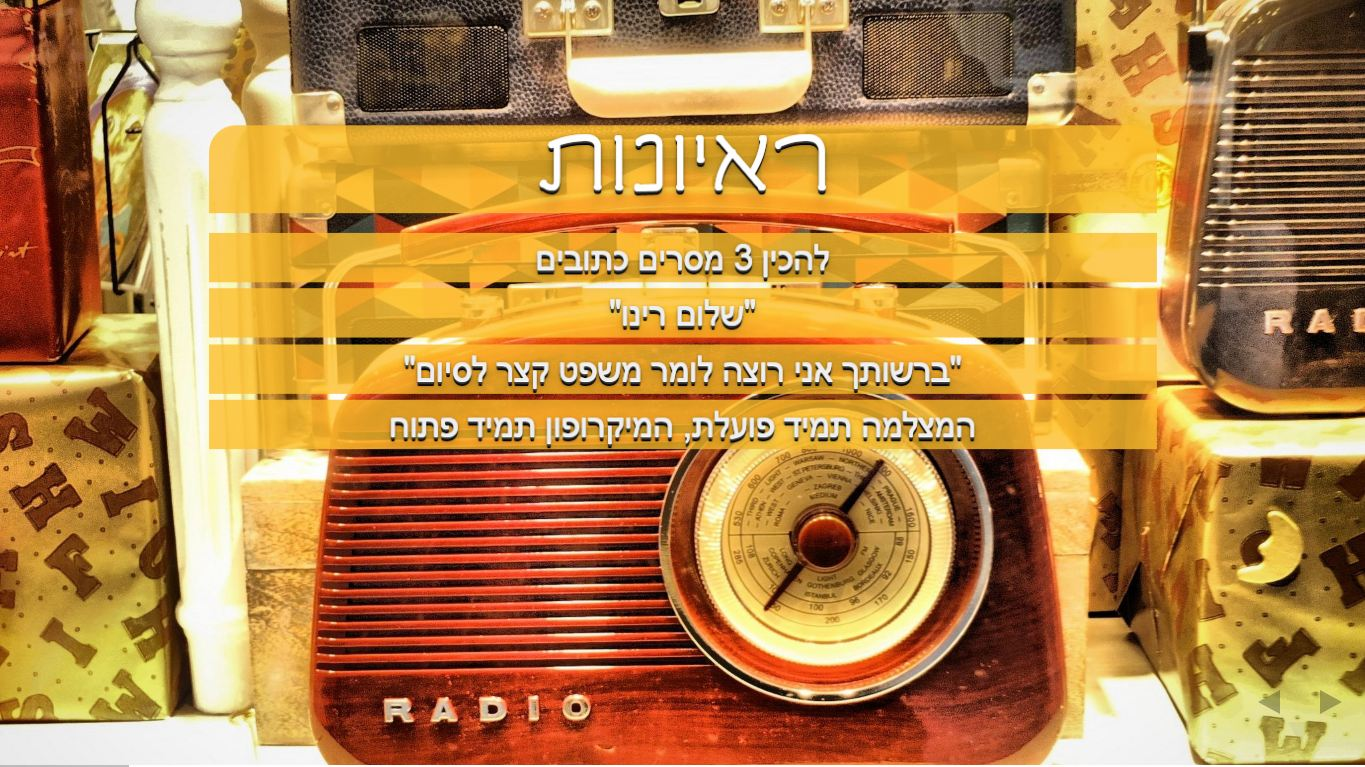 ראיונות
להכין 3 מסרים כתובים
"שלום רינו"
"ברשותך אני רוצה לומר משפט קצר לסיום"
המצלמה תמיד פועלת, המיקרופון תמיד פתוח
RADIO